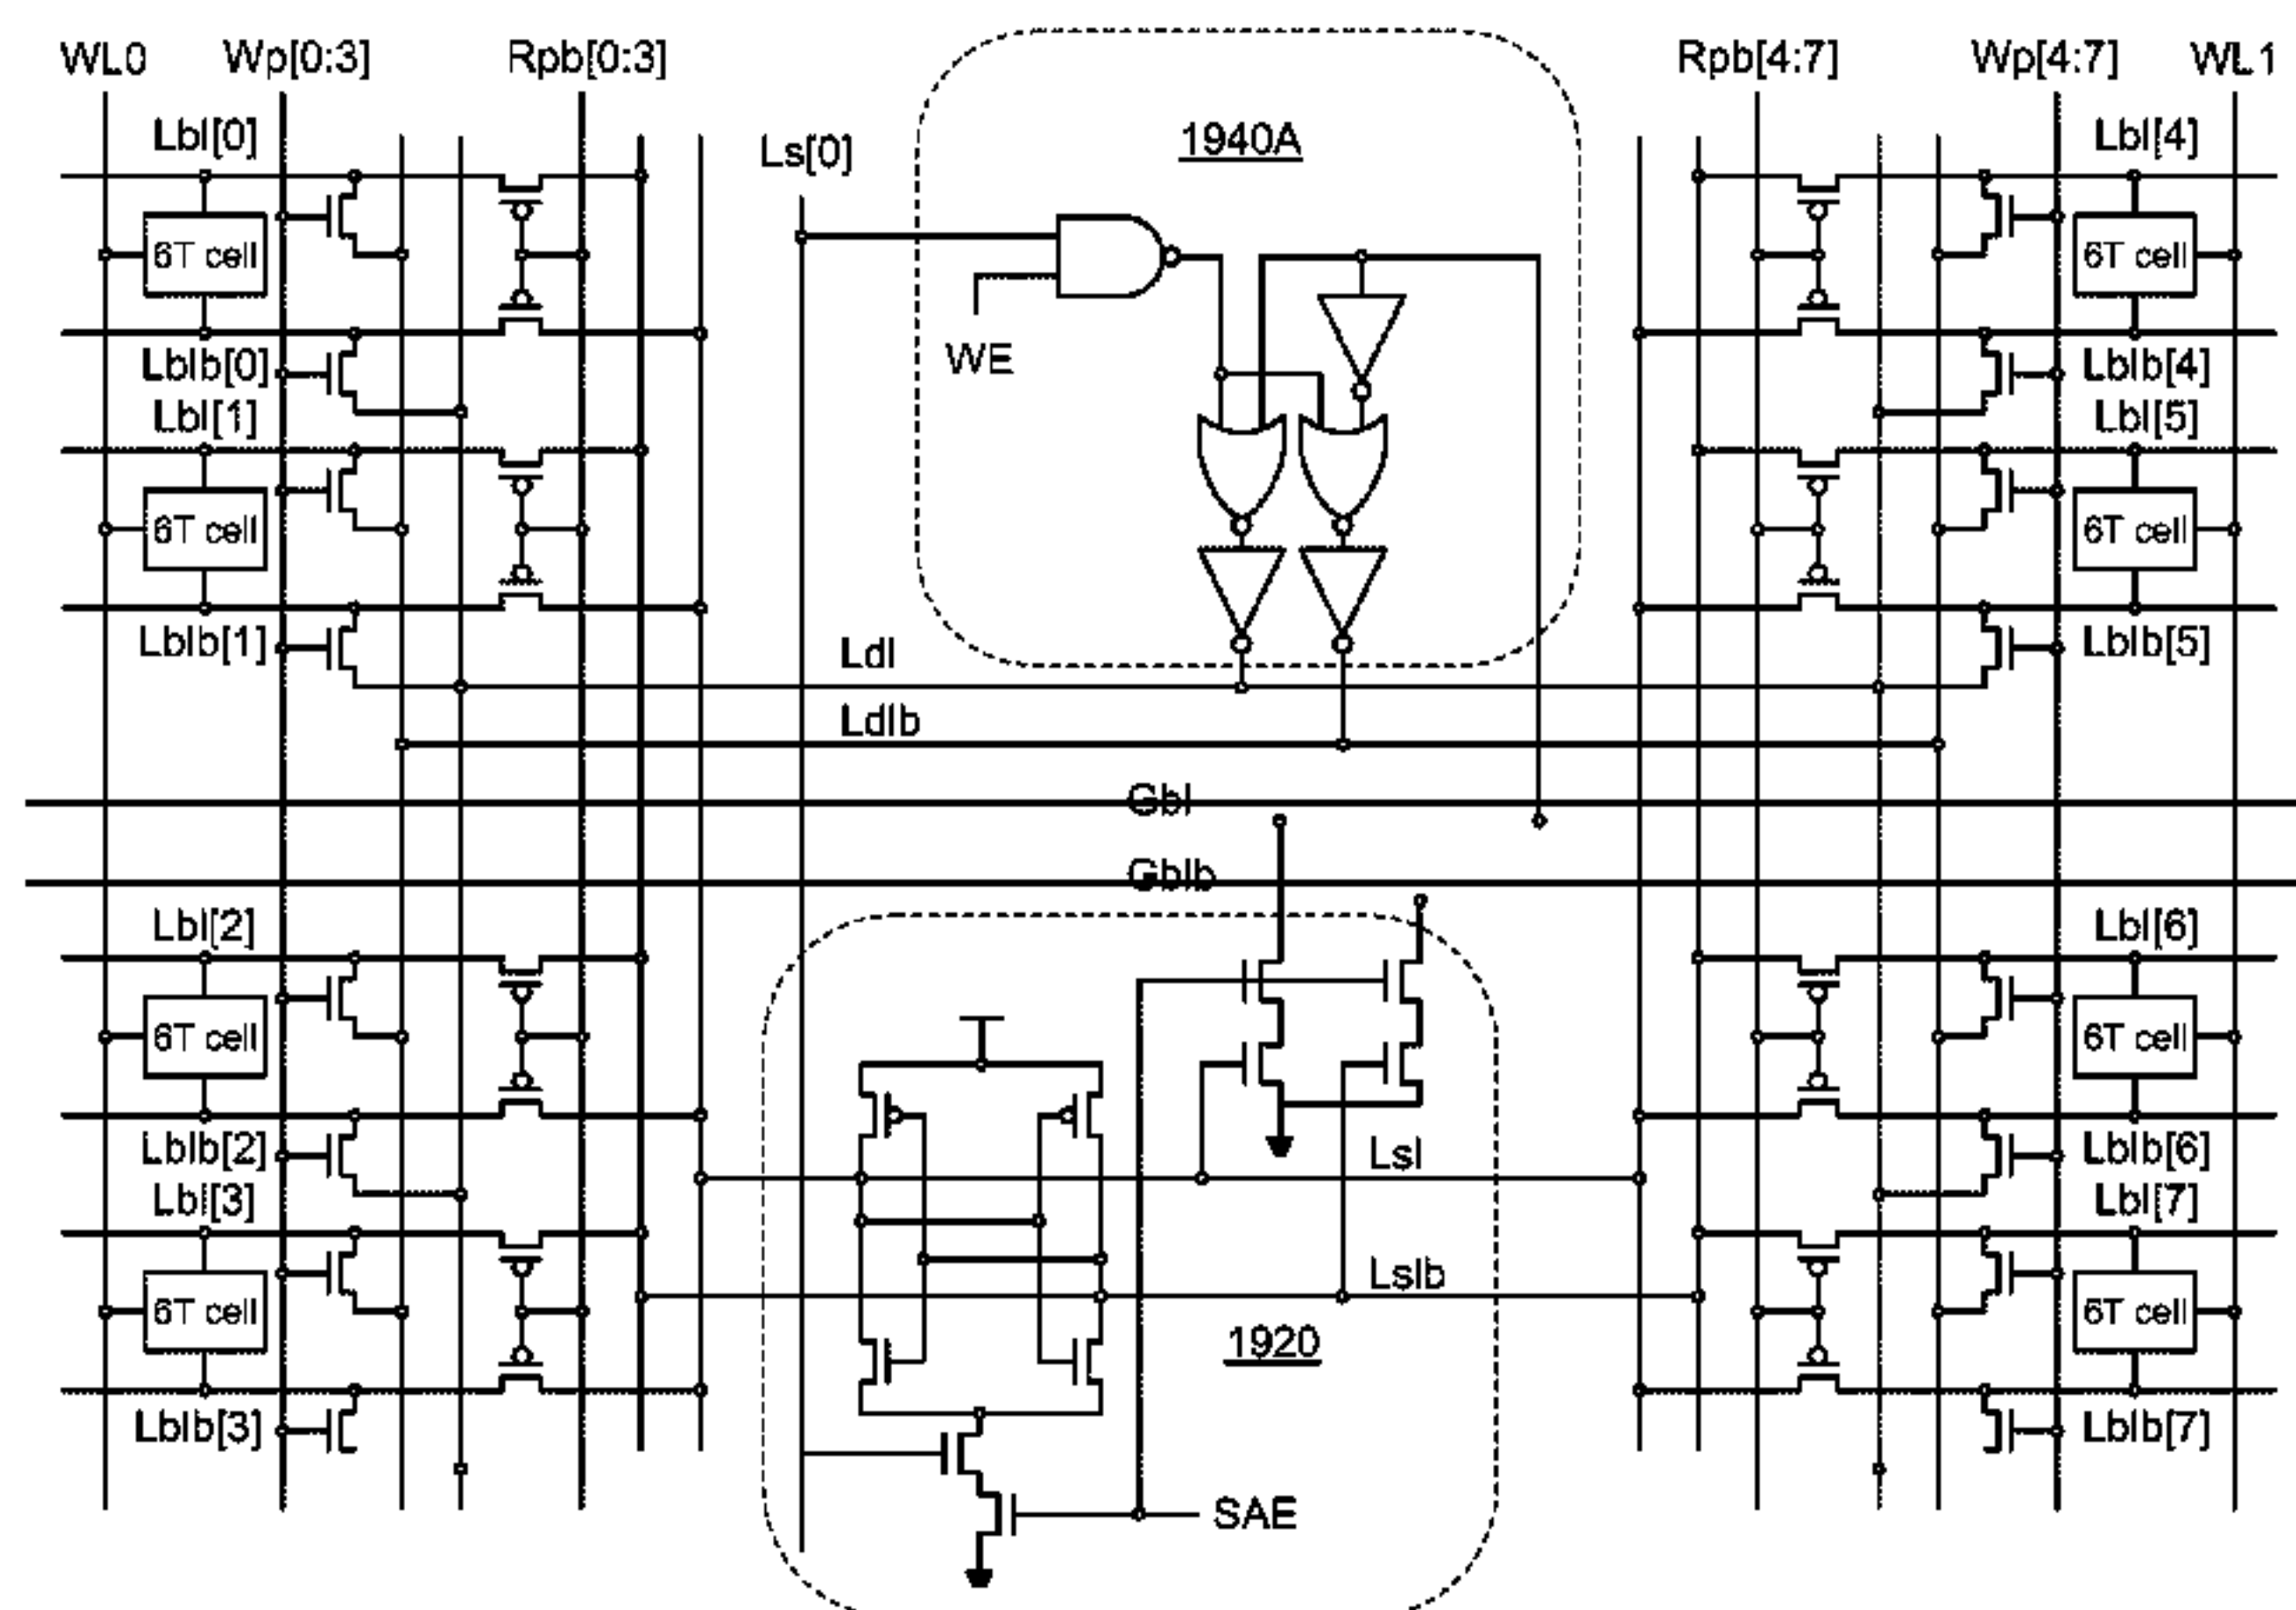 WL0 Wp[0:3] Rpb[0:3] Rpb[4:7] Wp[4:7] WL1
Lbl[0] Ls[0] 1940A Lbl[4]
6T cell 6T cell
WE
Lblb[0] Lblb[4]
Lbl[1] Lbl[5]
6T cell 6T cell
Lblb[1] Ldl Lblb[5]
Ldlb
Gbl
Gblb
Lbl[2] Lbl[6]
6T cell 6T cell
Lblb[2] Lsl Lblb[6]
Lbl[3] Lbl[7]
Lslb
6T cell 1920 6T cell
Lblb[3] Lblb[7]
SAE